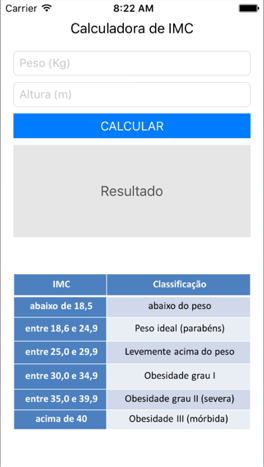 Carrier 8:22 AM
Calculadora de IMC
Peso (Kg)
Altura (m)
CALCULAR
Resultado
IMC Classificação
abaixo de 18,5 abaixo do peso
entre 18,6 e 24,9 Peso ideal (parabéns)
entre 25,0 e 29,9 Levemente acima do peso
entre 30,0 e 34,9 Obesidade grau I
entre 35,0 e 39,9 Obesidade grau II (severa)
acima de 40 Obesidade III (mórbida)